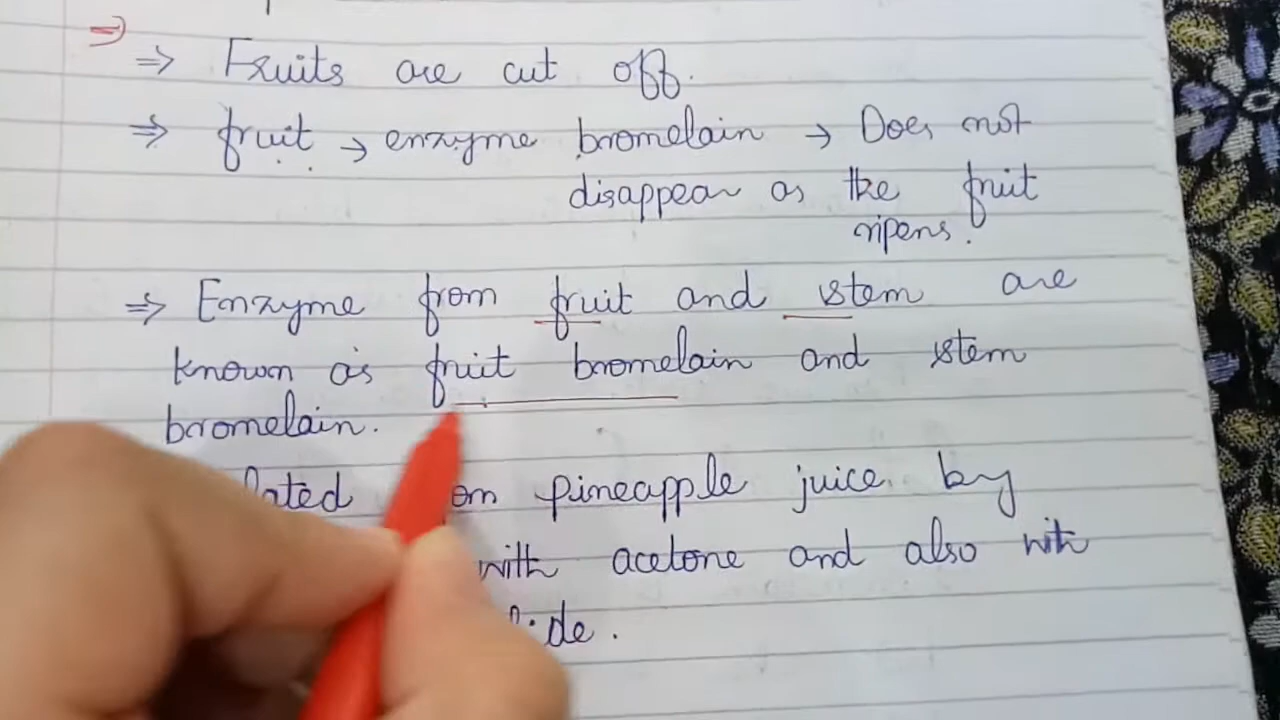 ⇒ Fruits are cut off.
⇒ fruit → enzyme bromelain → Does not
disappear as the fruit
ripens.
⇒ Enzyme from fruit and stem are
known as fruit bromelain and stem
bromelain.
pineapple juice by
with acetone and also with